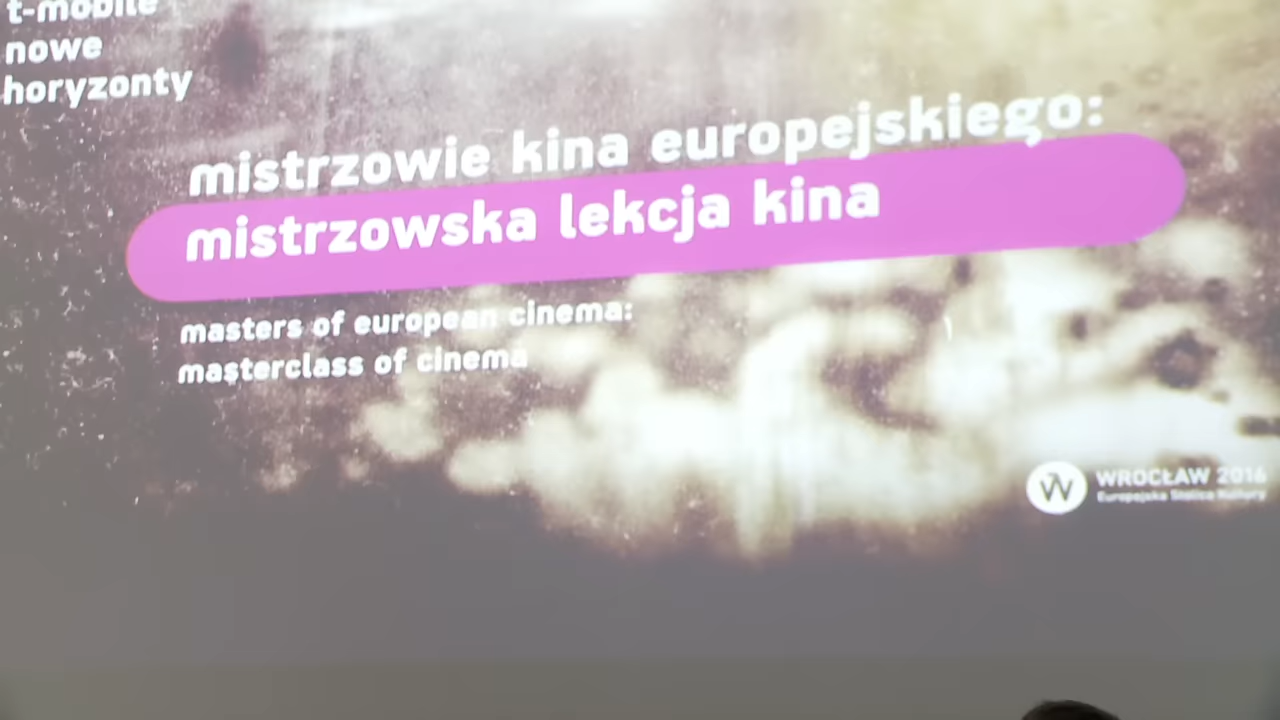 t-mobile
nowe
horyzonty
mistrzowie kina europejskiego:
mistrzowska lekcja kina
masters of european cinema:
masterclass of cinema
WROCŁAW 2016
Europejska Stolica Kultury